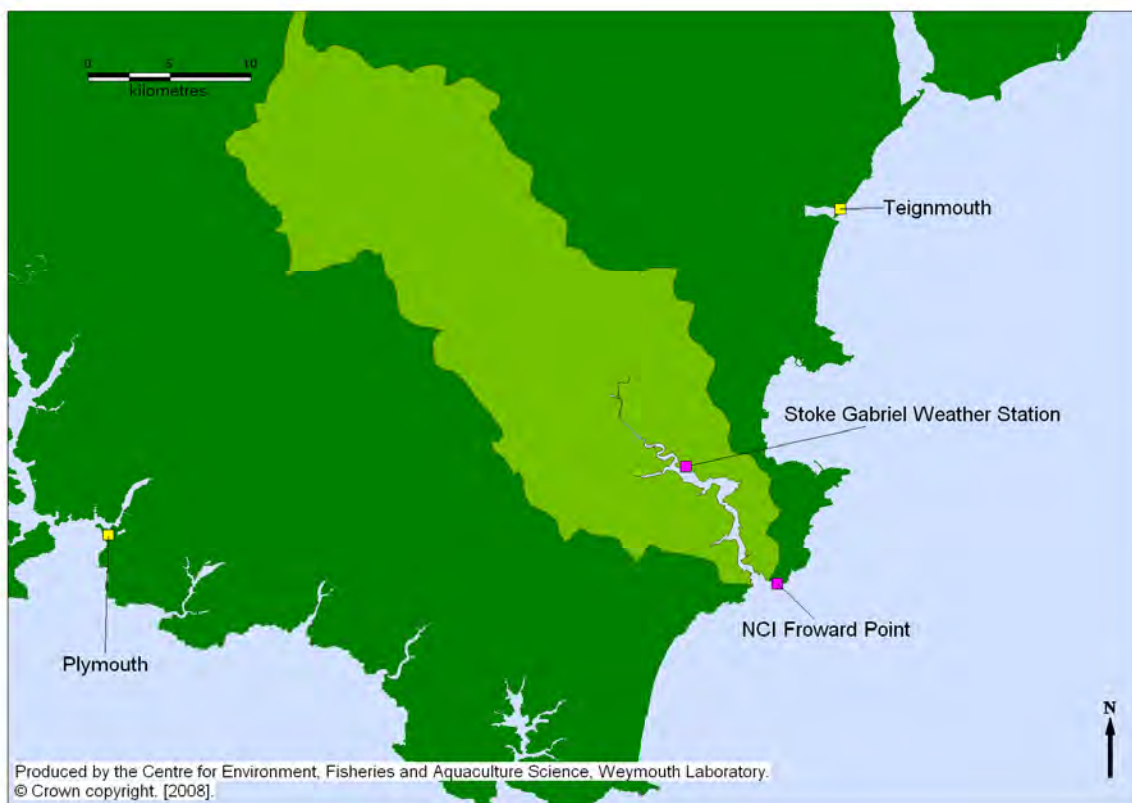 0 5 10
kilometres
Teignmouth
Stoke Gabriel Weather Station
NCI Froward Point
Plymouth
N
Produced by the Centre for Environment, Fisheries and Aquaculture Science, Weymouth Laboratory.
© Crown copyright. [2008].